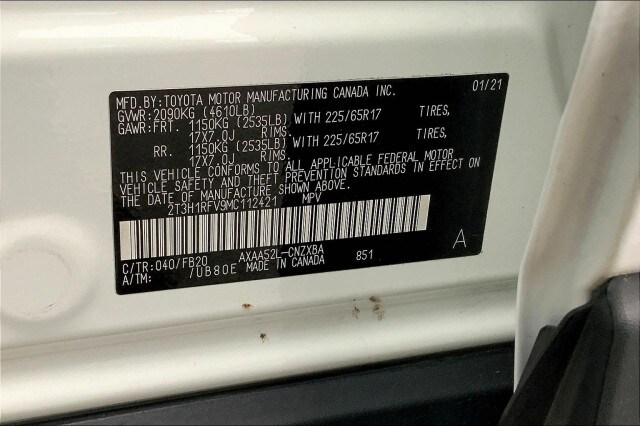 MFD.BY:TOYOTA MOTOR MANUFACTURING CANADA INC. 01/21
GVWR:2090KG (4610LB)
GAWR:FRT. 1150KG (2535LB) WITH 225/65R17 TIRES,
17X7.0J RIMS.
RR. 1150KG (2535LB) WITH 225/65R17 TIRES,
17X7.0J RIMS.
THIS VEHICLE CONFORMS TO ALL APPLICABLE FEDERAL MOTOR
VEHICLE SAFETY AND THEFT PREVENTION STANDARDS IN EFFECT ON
THE DATE OF MANUFACTURE SHOWN ABOVE.
2T3H1RFV9MC112421 MPV
C/TR:040/FB20 AXAA52L-CNZXBA 851 A
A/TM: /UB80E MADE IN CANADA